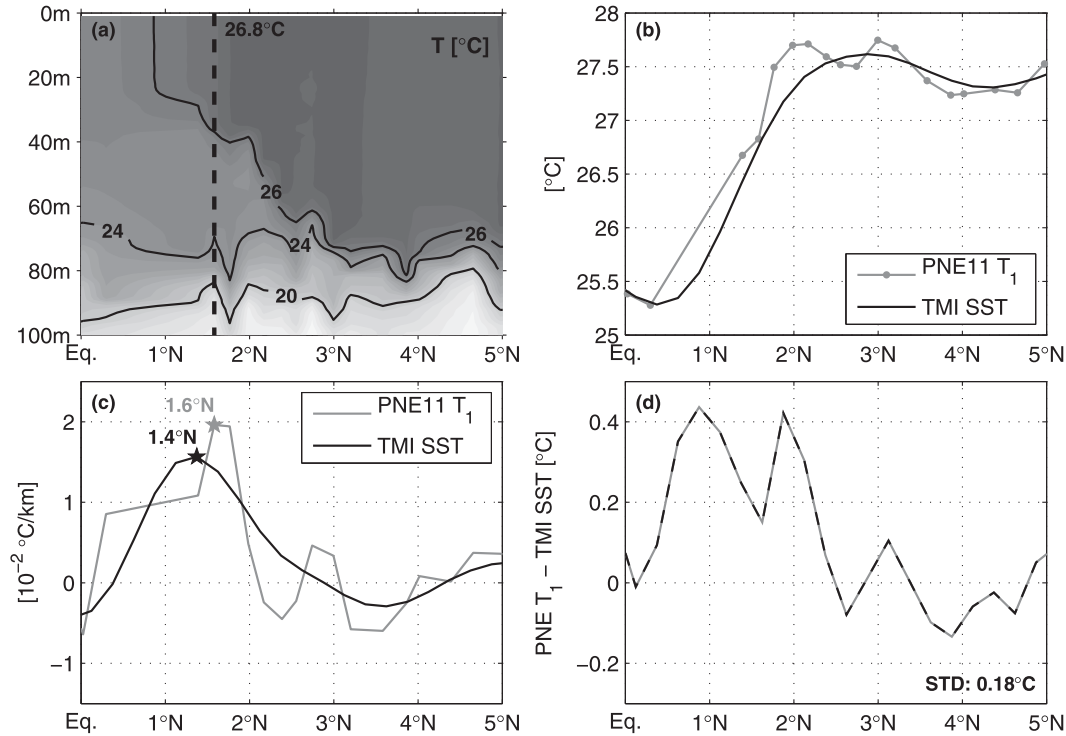 (a)
26.8°C
T [°C]
0m
20m
40m
60m
80m
100m
26
24
24
26
20
Eq.
1°N
2°N
3°N
4°N
5°N
(b)
[°C]
28
27.5
27
26.5
26
25.5
25
PNE11 T₁
TMI SST
Eq.
1°N
2°N
3°N
4°N
5°N
(c)
[10⁻² °C/km]
2
1
0
−1
1.6°N
1.4°N
PNE11 T₁
TMI SST
Eq.
1°N
2°N
3°N
4°N
5°N
(d)
PNE T₁ − TMI SST [°C]
0.4
0.2
0
−0.2
STD: 0.18°C
Eq.
1°N
2°N
3°N
4°N
5°N